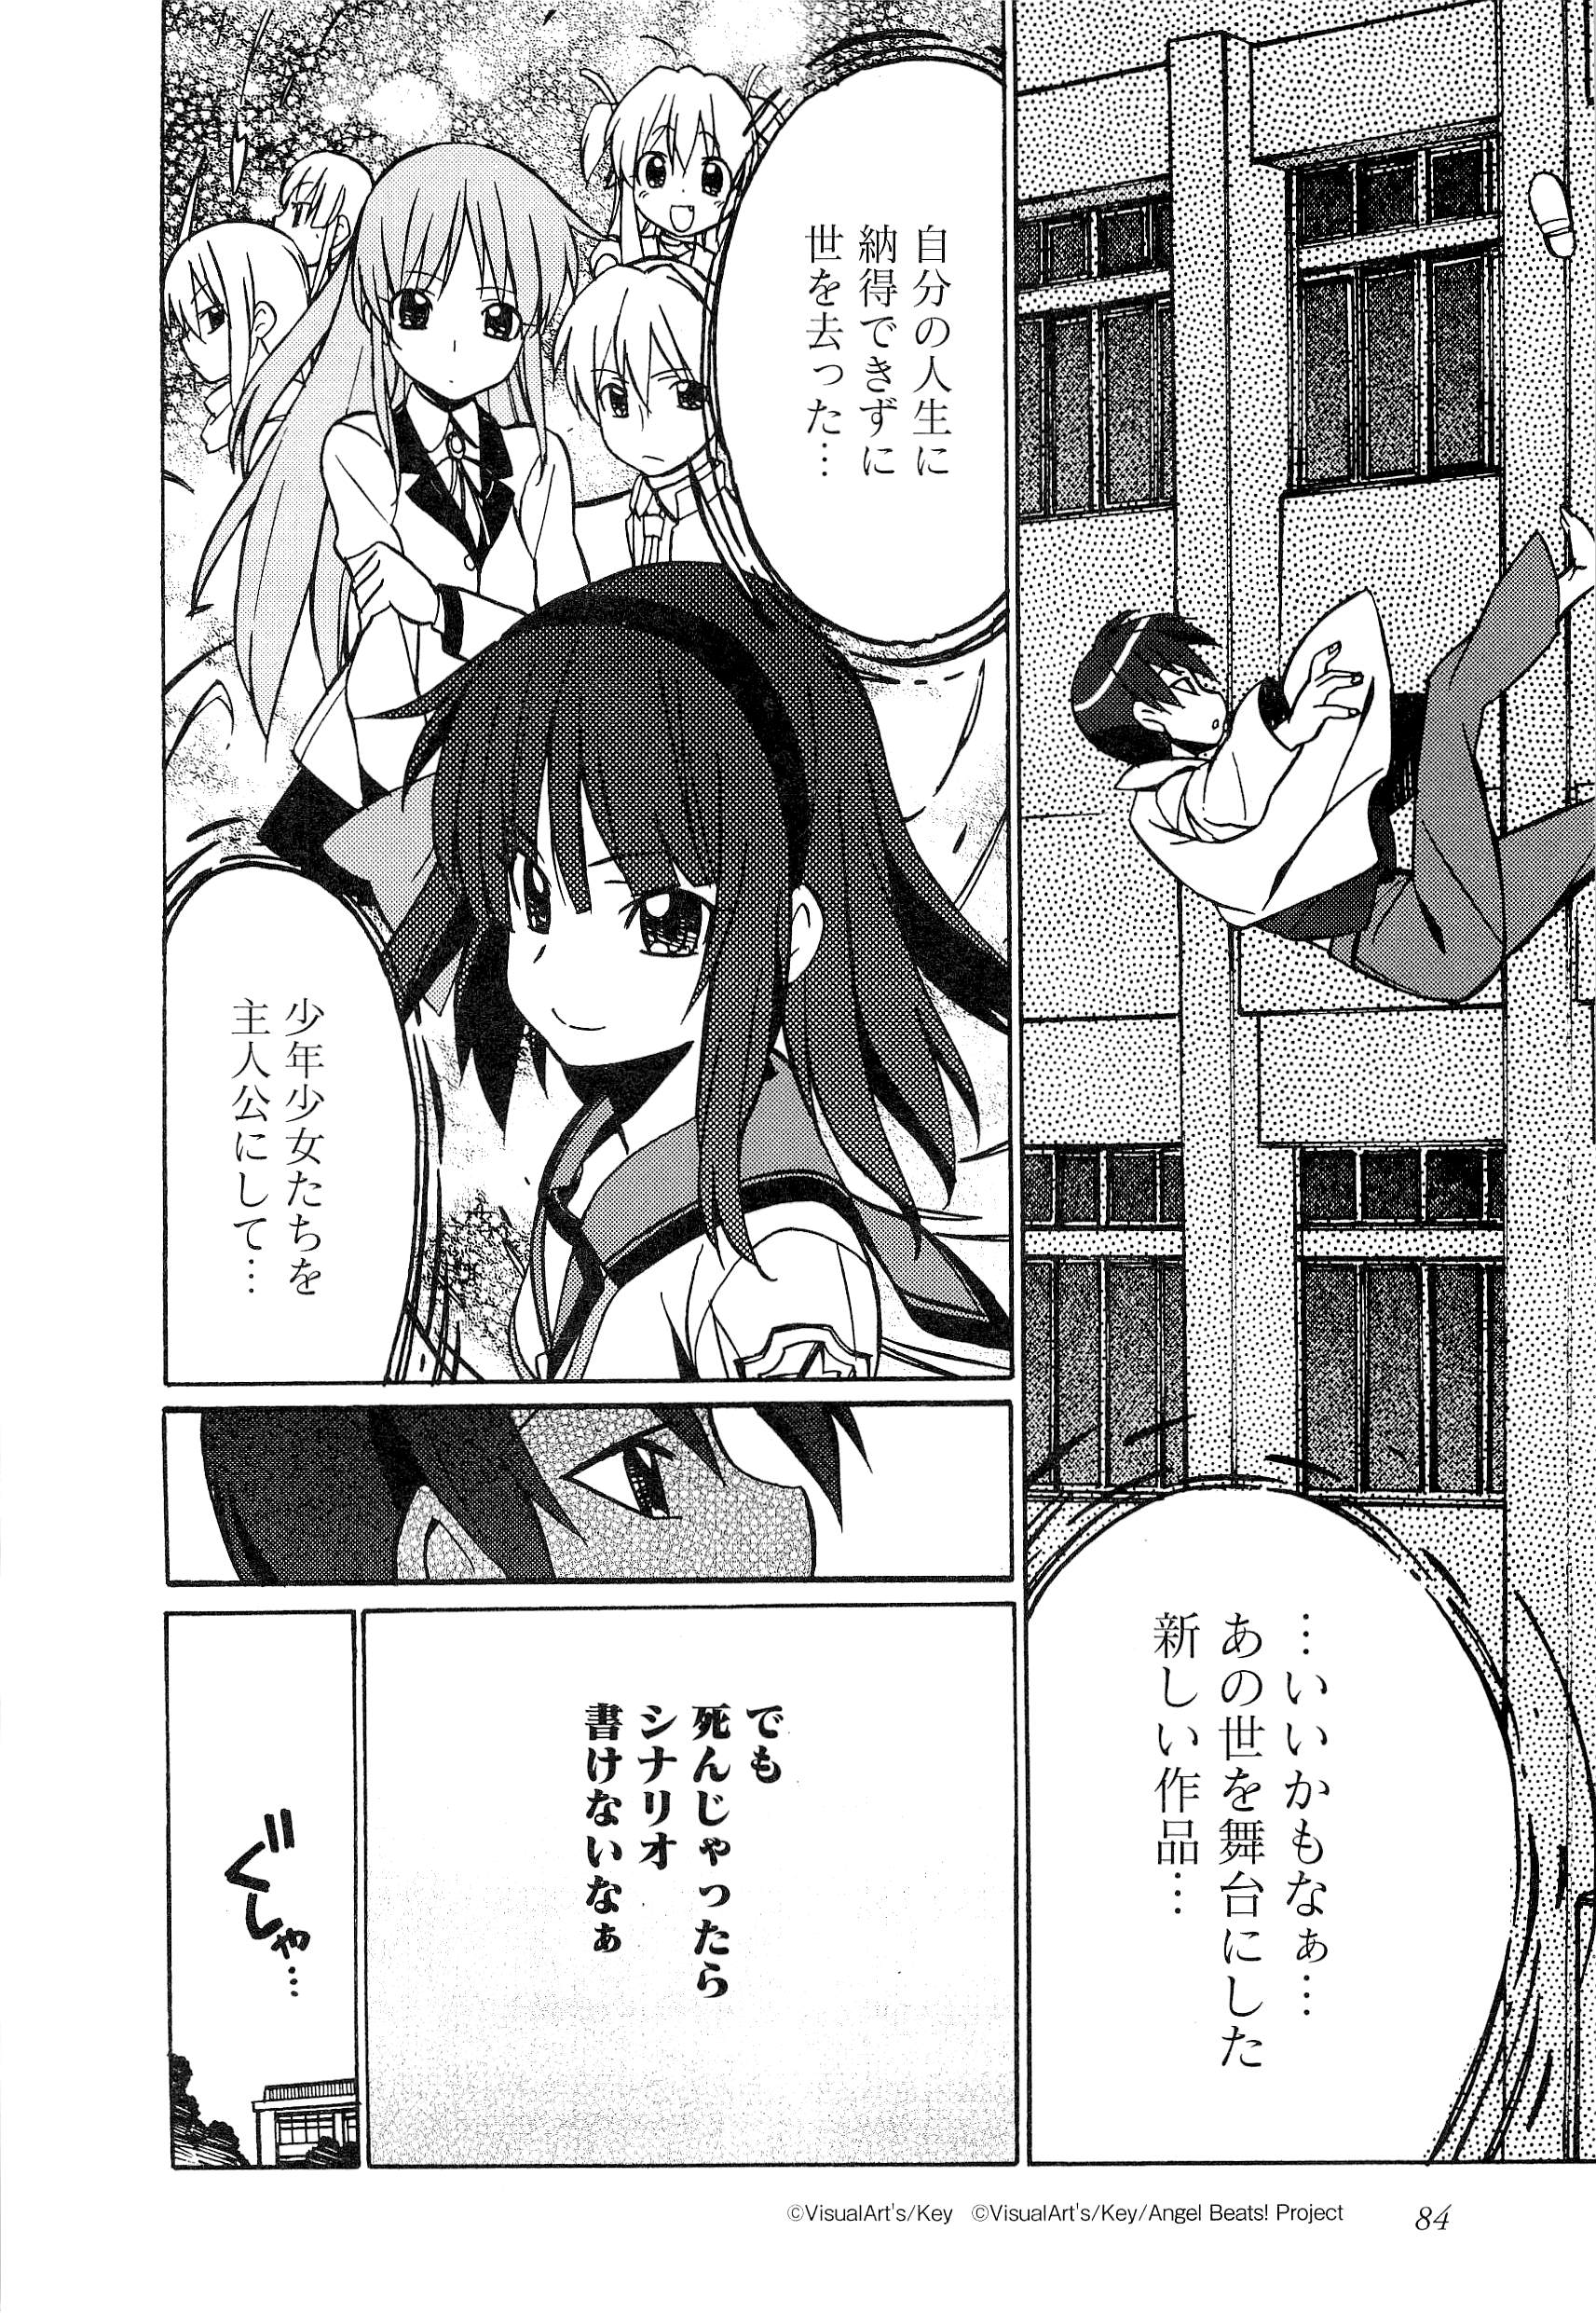 …いいかもなぁ…
あの世を舞台にした
新しい作品…
自分の人生に
納得できずに
世を去った…
少年少女たちを
主人公にして…
でも
死んじゃったら
シナリオ
書けないなぁ
ぐしゃ…
©VisualArt's/Key ©VisualArt's/Key/Angel Beats! Project
84